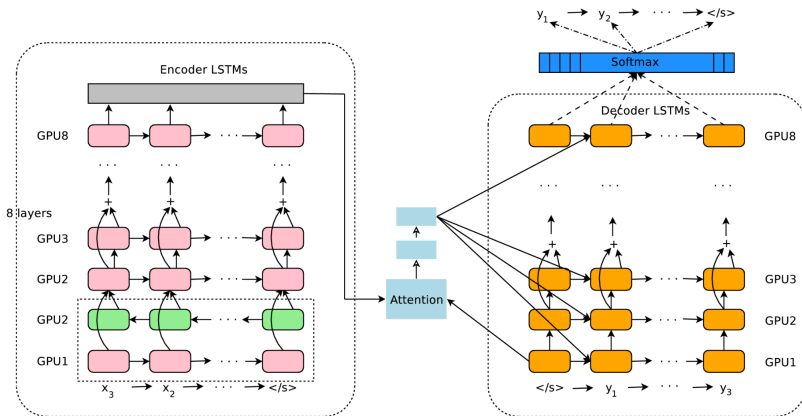 y1 y2 · · · </s>
Softmax
Encoder LSTMs
Decoder LSTMs
GPU8 · · · · · · GPU8
· · · · · · · · · · · ·
+ + +
8 layers
+ + +
GPU3 · · · · · · GPU3
GPU2 · · ·
Attention
GPU2 · · · · · · GPU2
GPU1 · · · · · · GPU1
x3 x2 · · · </s> </s> y1 · · · y3